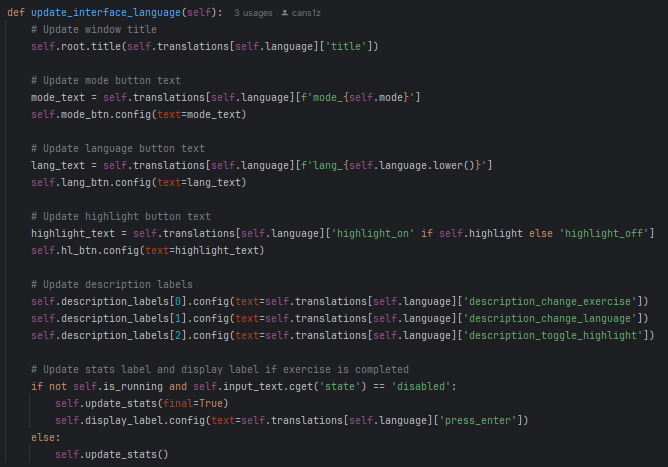 def update_interface_language(self):   3 usages   cans1z
    # Update window title
    self.root.title(self.translations[self.language]['title'])

    # Update mode button text
    mode_text = self.translations[self.language][f'mode_{self.mode}']
    self.mode_btn.config(text=mode_text)

    # Update language button text
    lang_text = self.translations[self.language][f'lang_{self.language.lower()}']
    self.lang_btn.config(text=lang_text)

    # Update highlight button text
    highlight_text = self.translations[self.language]['highlight_on' if self.highlight else 'highlight_off']
    self.hl_btn.config(text=highlight_text)

    # Update description labels
    self.description_labels[0].config(text=self.translations[self.language]['description_change_exercise'])
    self.description_labels[1].config(text=self.translations[self.language]['description_change_language'])
    self.description_labels[2].config(text=self.translations[self.language]['description_toggle_highlight'])

    # Update stats label and display label if exercise is completed
    if not self.is_running and self.input_text.cget('state') == 'disabled':
        self.update_stats(final=True)
        self.display_label.config(text=self.translations[self.language]['press_enter'])
    else:
        self.update_stats()